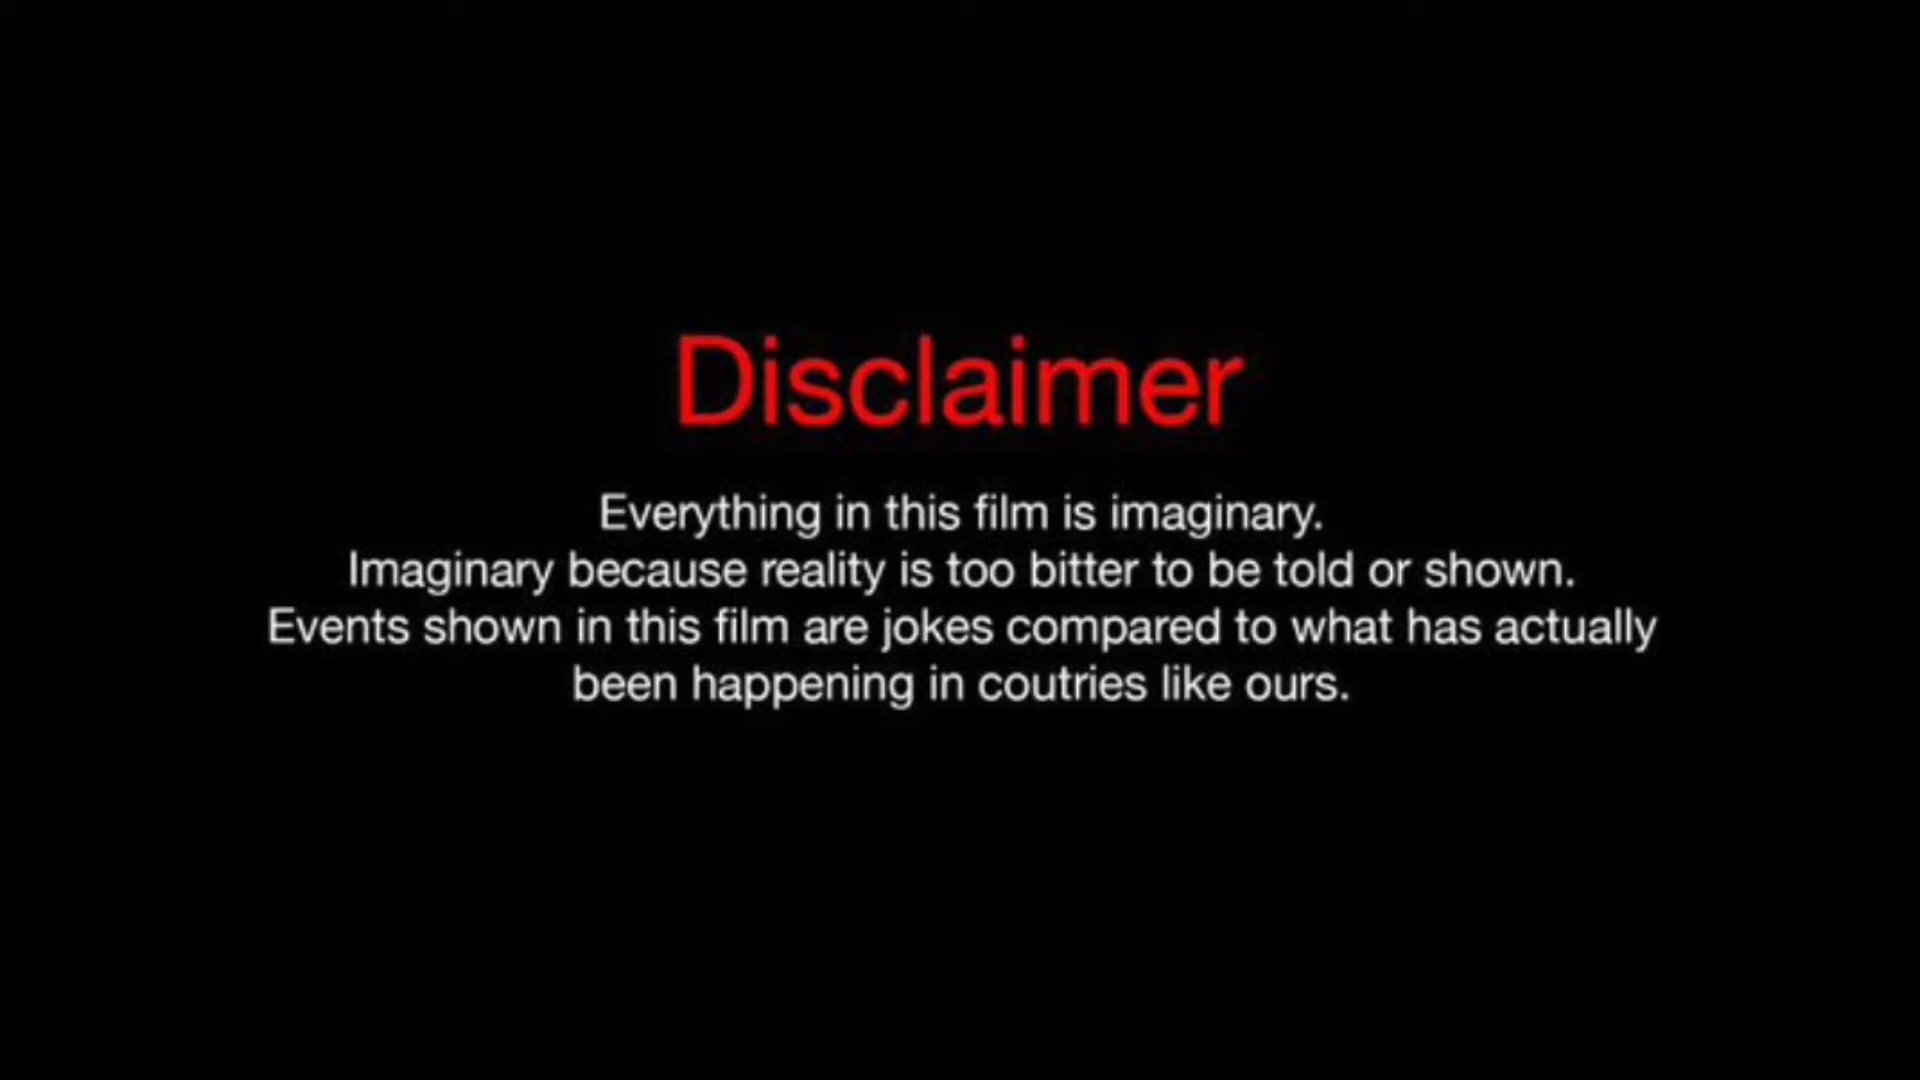 Disclaimer
Everything in this film is imaginary.
Imaginary because reality is too bitter to be told or shown.
Events shown in this film are jokes compared to what has actually
been happening in coutries like ours.